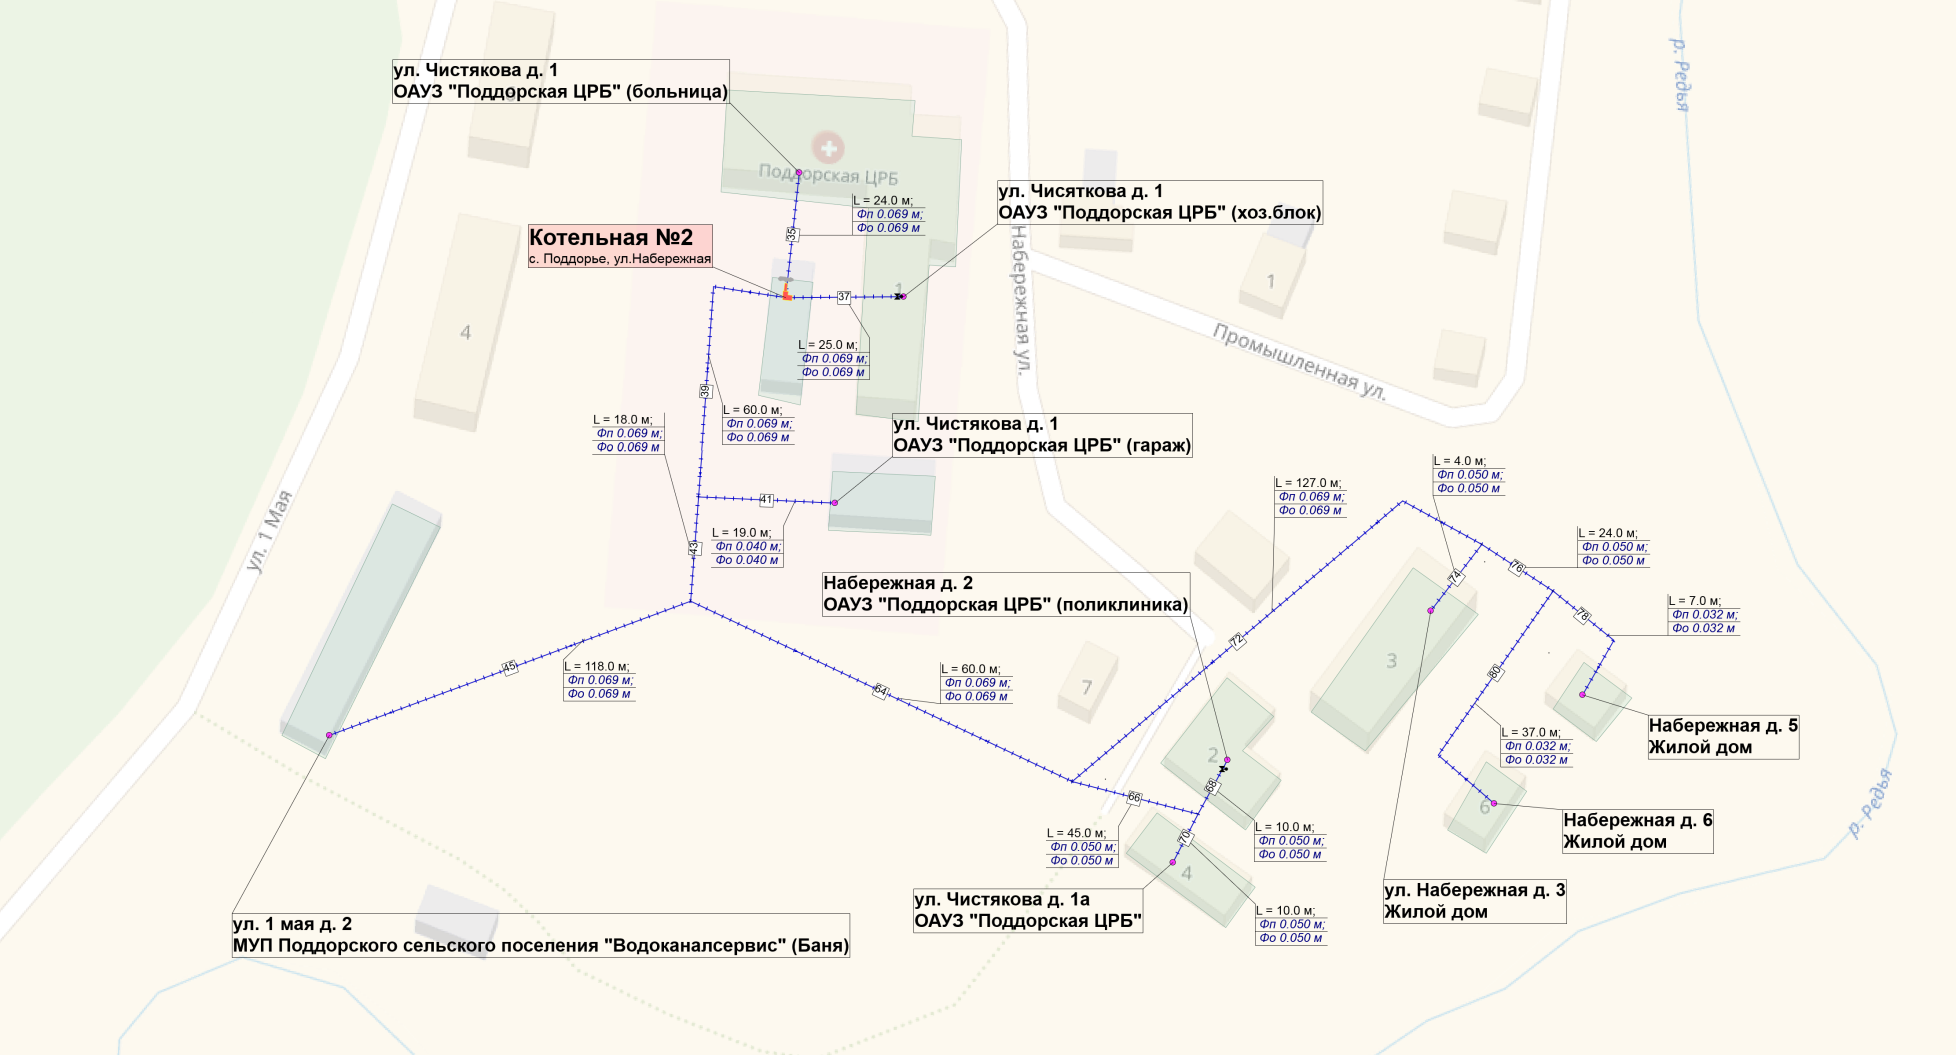 ул. Чистякова д. 1
ОАУЗ "Поддорская ЦРБ" (больница)
р. Редья
Поддорская ЦРБ
ул. Чисяткова д. 1
ОАУЗ "Поддорская ЦРБ" (хоз.блок)
L = 24.0 м;
Фп 0.069 м;
Фо 0.069 м
35
Котельная №2
с. Поддорье, ул.Набережная
37
1
1
4
Набережная ул.
Промышленная ул.
L = 25.0 м;
Фп 0.069 м;
Фо 0.069 м
39
L = 60.0 м;
Фп 0.069 м;
Фо 0.069 м
L = 18.0 м;
Фп 0.069 м;
Фо 0.069 м
ул. Чистякова д. 1
ОАУЗ "Поддорская ЦРБ" (гараж)
41
L = 19.0 м;
Фп 0.040 м;
Фо 0.040 м
43
ул. 1 Мая
L = 127.0 м;
Фп 0.069 м;
Фо 0.069 м
L = 4.0 м;
Фп 0.050 м;
Фо 0.050 м
L = 24.0 м;
Фп 0.050 м;
Фо 0.050 м
74
76
78
L = 7.0 м;
Фп 0.032 м;
Фо 0.032 м
Набережная д. 2
ОАУЗ "Поддорская ЦРБ" (поликлиника)
72
3
80
7
45
L = 118.0 м;
Фп 0.069 м;
Фо 0.069 м
64
L = 60.0 м;
Фп 0.069 м;
Фо 0.069 м
Набережная д. 5
Жилой дом
L = 37.0 м;
Фп 0.032 м;
Фо 0.032 м
2
68
66
6
р. Редья
Набережная д. 6
Жилой дом
L = 45.0 м;
Фп 0.050 м;
Фо 0.050 м
70
4
L = 10.0 м;
Фп 0.050 м;
Фо 0.050 м
ул. Чистякова д. 1а
ОАУЗ "Поддорская ЦРБ"
L = 10.0 м;
Фп 0.050 м;
Фо 0.050 м
ул. Набережная д. 3
Жилой дом
ул. 1 мая д. 2
МУП Поддорского сельского поселения "Водоканалсервис" (Баня)